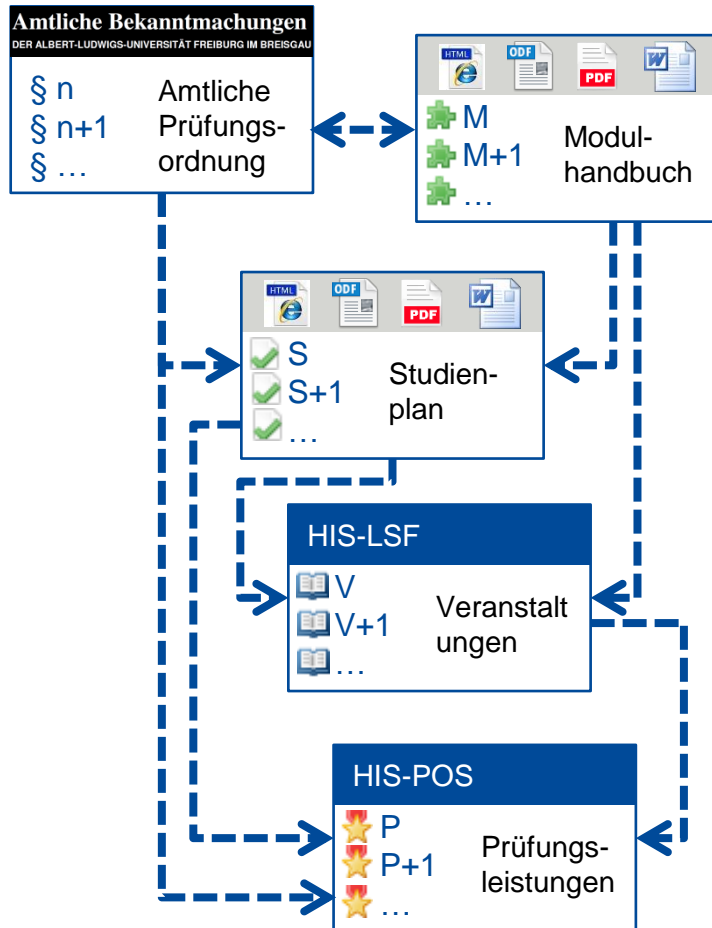 Amtliche Bekanntmachungen
DER ALBERT-LUDWIGS-UNIVERSITÄT FREIBURG IM BREISGAU
§ n
§ n+1
§ ...
Amtliche
Prüfungs-
ordnung
HTML
ODF
PDF
W
M
M+1
...
Modul-
handbuch
HTML
ODF
PDF
W
S
S+1
...
Studien-
plan
HIS-LSF
V
V+1
...
Veranstalt
ungen
HIS-POS
P
P+1
...
Prüfungs-
leistungen